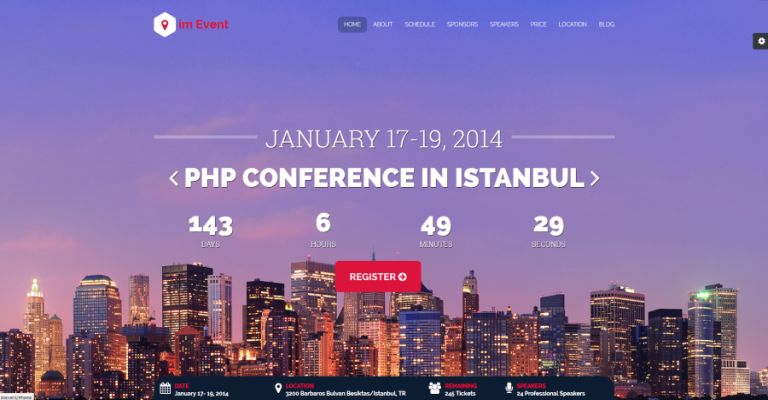 im Event
HOME ABOUT SCHEDULE SPONSORS SPEAKERS PRICE LOCATION BLOG
JANUARY 17-19, 2014
PHP CONFERENCE IN ISTANBUL
143 6 49 29
DAYS HOURS MINUTES SECONDS
REGISTER
DATE LOCATION REMAINING SPEAKERS
January 17- 19, 2014 3200 Barbaros Bulvarı Besiktas/Istanbul, TR 245 Tickets 24 Professional Speakers